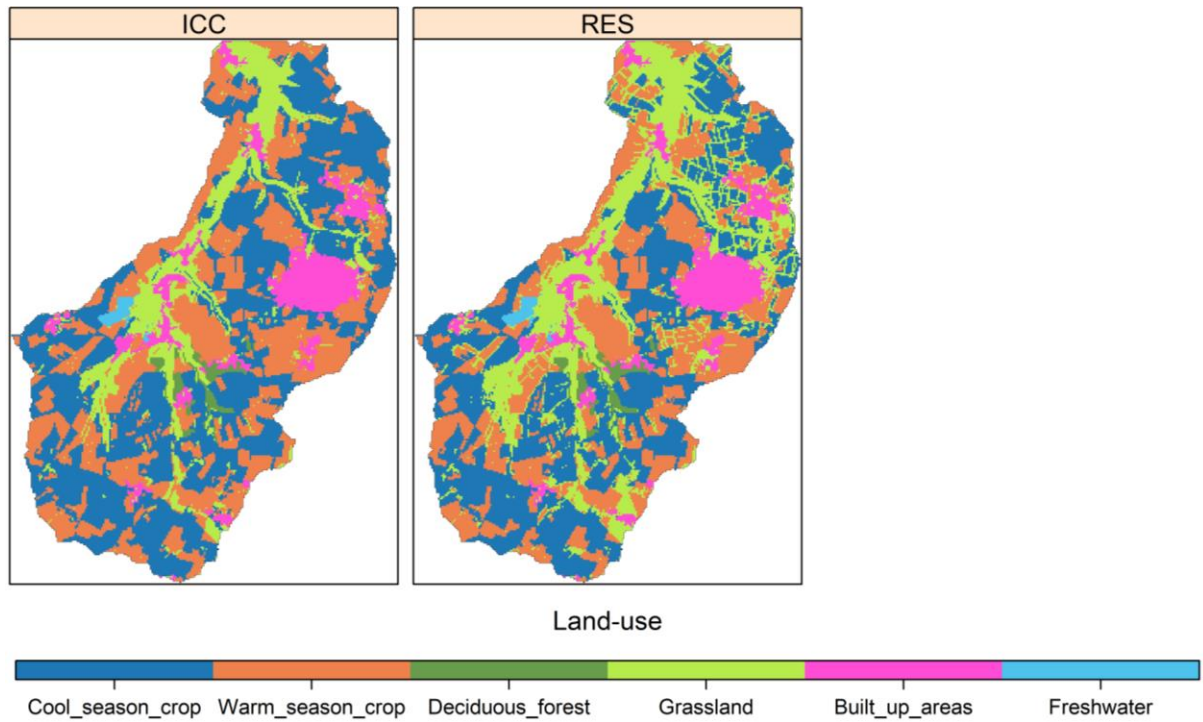 ICC RES
Land-use
Cool_season_crop Warm_season_crop Deciduous_forest Grassland Built_up_areas Freshwater